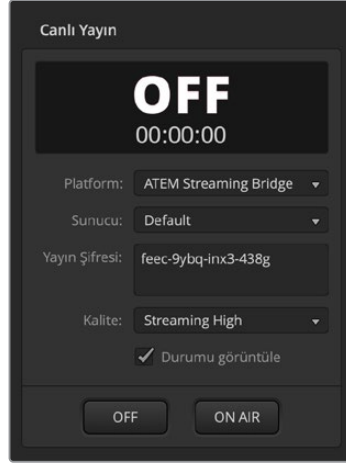 Canlı Yayın
OFF
00:00:00
Platform: ATEM Streaming Bridge
Sunucu: Default
Yayın Şifresi: feec-9ybq-inx3-438g
Kalite: Streaming High
Durumu görüntüle
OFF ON AIR